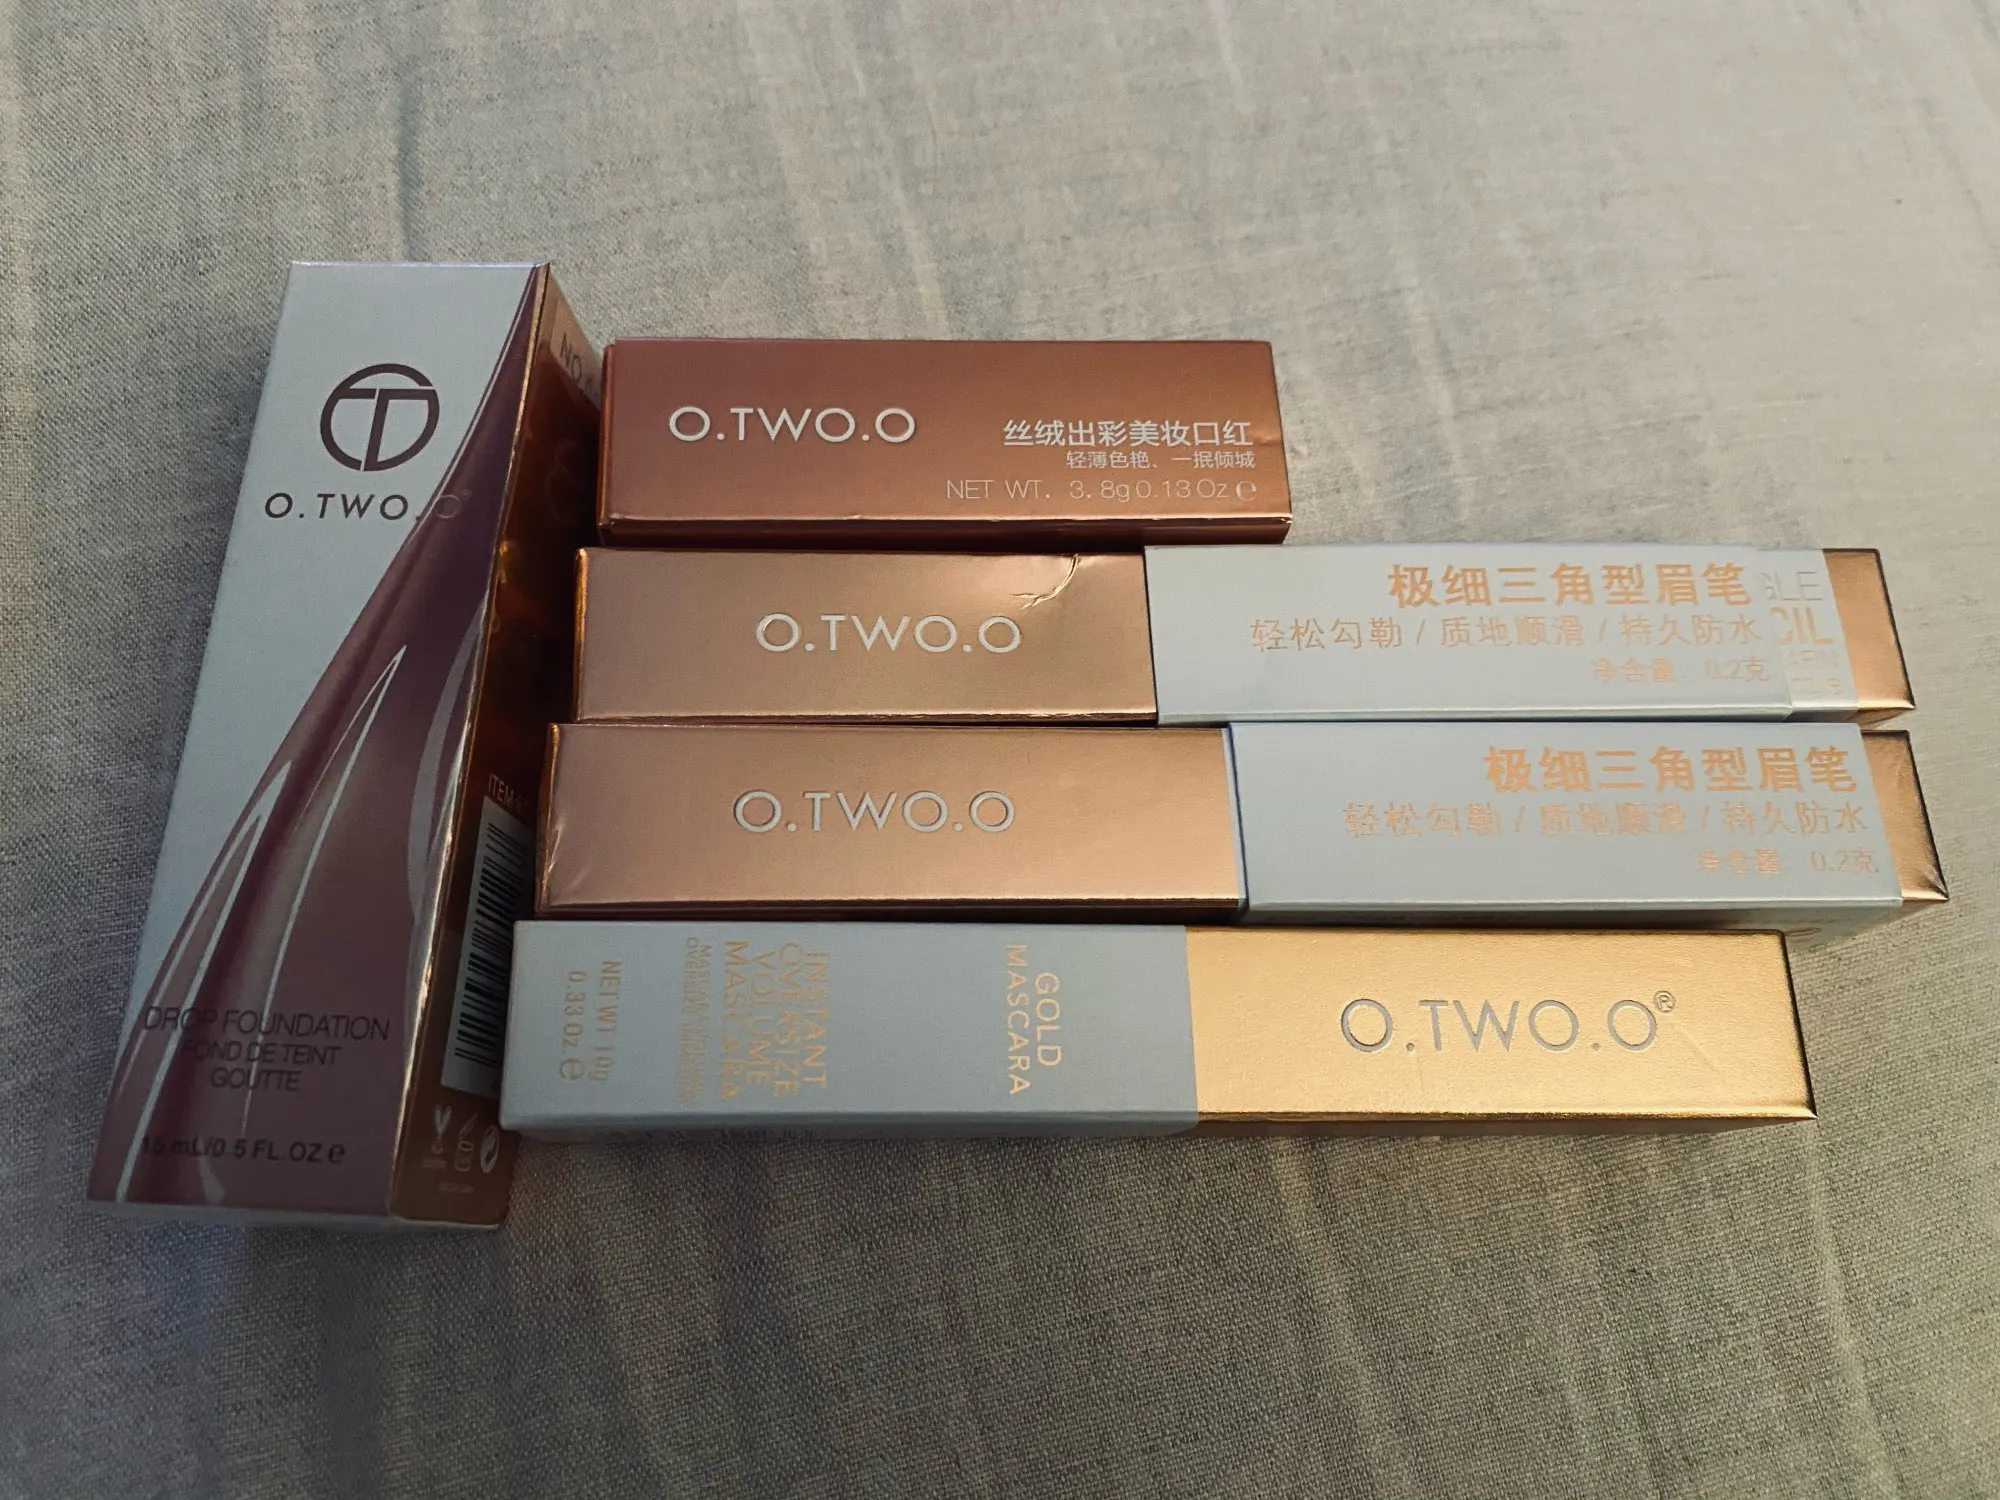 O.TWO.O
DROP FOUNDATION
FOND DE TEINT
GOUTTE
15 mL/0.5 FL.OZ e
O.TWO.O
丝绒出彩美妆口红
轻薄色艳、一抿倾城
NET WT. 3.8g 0.13 Oz e
O.TWO.O
极细三角型眉笔
轻松勾勒 / 质地顺滑 / 持久防水
净含量: 0.2克
GLE
CIL
O.TWO.O
极细三角型眉笔
轻松勾勒 / 质地顺滑 / 持久防水
净含量: 0.2克
O.TWO.O®
GOLD
MASCARA
INSTANT
OVERSIZE
VOLUME
MASCARA
NET WT. 10g
0.33 Oz. e